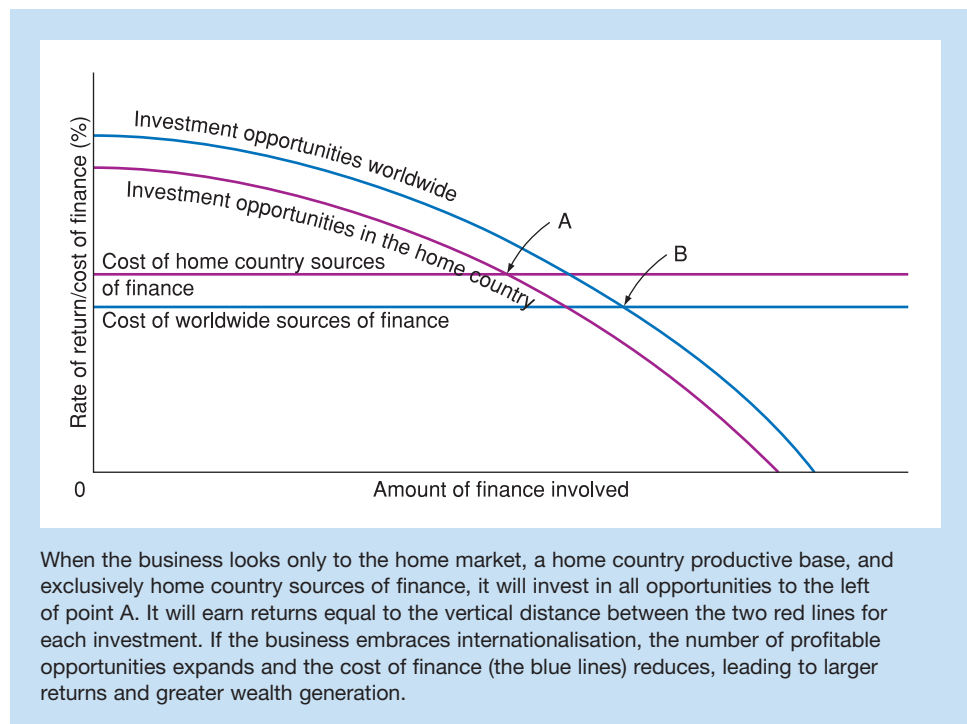 Rate of return/cost of finance (%)
Investment opportunities worldwide
Investment opportunities in the home country
A
B
Cost of home country sources
of finance
Cost of worldwide sources of finance
0
Amount of finance involved
When the business looks only to the home market, a home country productive base, and
exclusively home country sources of finance, it will invest in all opportunities to the left
of point A. It will earn returns equal to the vertical distance between the two red lines for
each investment. If the business embraces internationalisation, the number of profitable
opportunities expands and the cost of finance (the blue lines) reduces, leading to larger
returns and greater wealth generation.